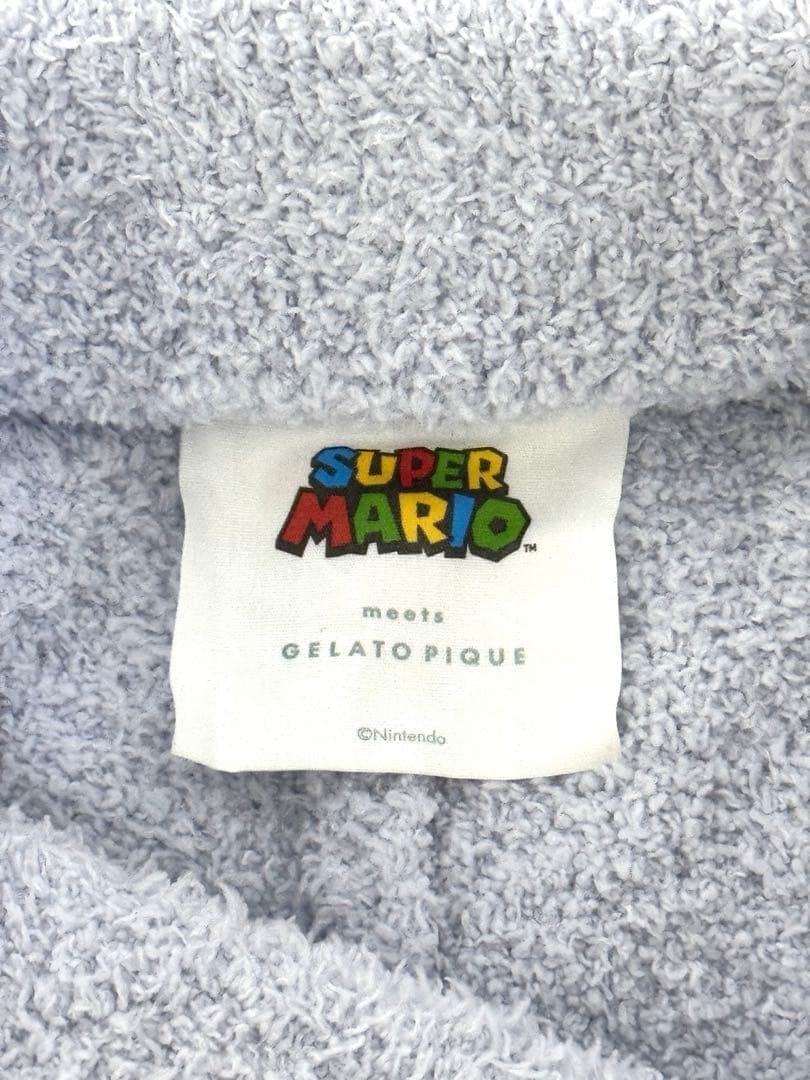 SUPER
MARIO™
meets
GELATO PIQUE
©Nintendo